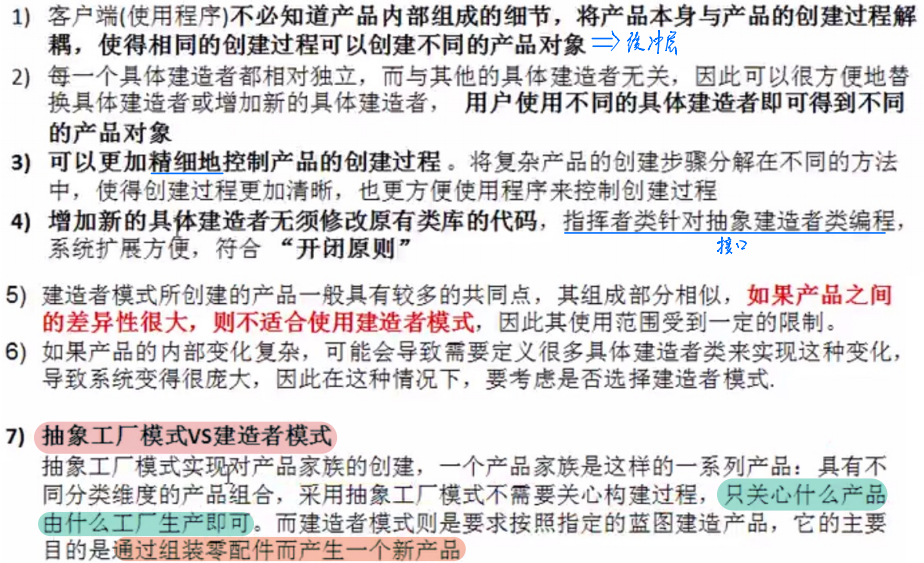 1) 客户端(使用程序)不必知道产品内部组成的细节，将产品本身与产品的创建过程解
耦，使得相同的创建过程可以创建不同的产品对象 ⇒ 缓冲层
2) 每一个具体建造者都相对独立，而与其他的具体建造者无关，因此可以很方便地替
换具体建造者或增加新的具体建造者， 用户使用不同的具体建造者即可得到不同
的产品对象
3) 可以更加精细地控制产品的创建过程 。将复杂产品的创建步骤分解在不同的方法
中，使得创建过程更加清晰，也更方便使用程序来控制创建过程
4) 增加新的具体建造者无须修改原有类库的代码，指挥者类针对抽象建造者类编程，
系统扩展方便，符合 “开闭原则”
接口
5) 建造者模式所创建的产品一般具有较多的共同点，其组成部分相似，如果产品之间
的差异性很大，则不适合使用建造者模式，因此其使用范围受到一定的限制。
6) 如果产品的内部变化复杂，可能会导致需要定义很多具体建造者类来实现这种变化，
导致系统变得很庞大，因此在这种情况下，要考虑是否选择建造者模式.
7) 抽象工厂模式VS建造者模式
抽象工厂模式实现对产品家族的创建，一个产品家族是这样的一系列产品：具有不
同分类维度的产品组合，采用抽象工厂模式不需要关心构建过程，只关心什么产品
由什么工厂生产即可。而建造者模式则是要求按照指定的蓝图建造产品，它的主要
目的是通过组装零配件而产生一个新产品